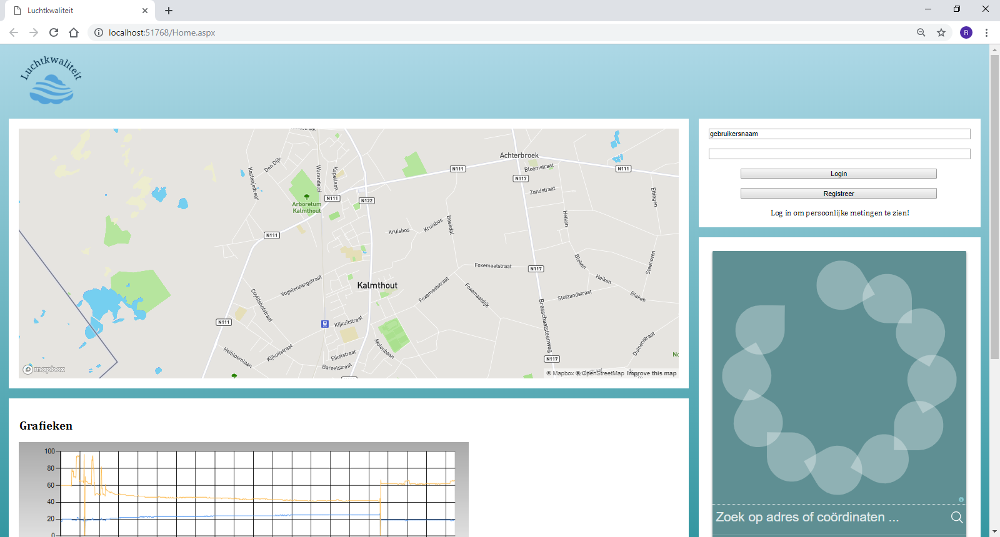 Luchtkwaliteit
localhost:51768/Home.aspx
R
Luchtkwaliteit
Achterbroek
Den Dijk
Kastanjedreef
Warandalei
Kapellaan
N111
Bloemstraat
N111
N117
Zandstraat
Ettingen
Arboretum
Kalmthout
N111
N122
Heiken
Kruisbos
Kruisbos
Beekdal
N111
Bleken
Steenoven
Foxemaatstraat
N117
Heiken
Kalmthout
Vogelenzangstraat
Foxemaatstraat
Foxemaatdijk
Stofzandstraat
Bleken
Cuylitshofstraat
Brasschaatsteenweg
N111
Kijkuitstraat
Duinenstraat
Heibloemlaan
Kijkuitstraat
Molenbaan
Eikelstraat
Bareelstraat
N117
mapbox
© Mapbox © OpenStreetMap Improve this map
gebruikersnaam
Login
Registreer
Log in om persoonlijke metingen te zien!
Zoek op adres of coördinaten ...
Grafieken
100
80
60
40
20
0